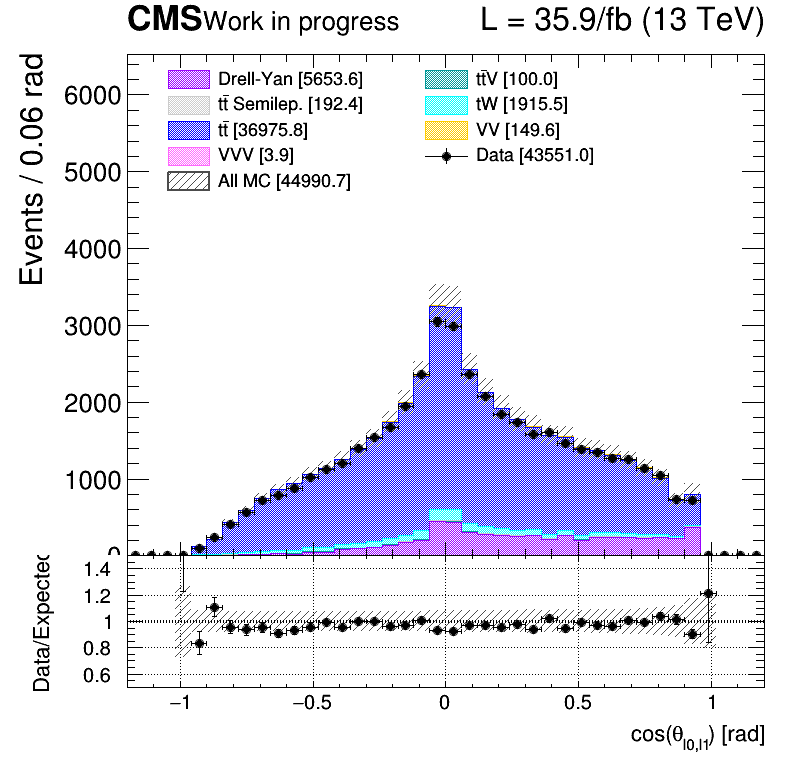 CMS Work in progress L = 35.9/fb (13 TeV)
Events / 0.06 rad
Drell-Yan [5653.6]
tt̄ Semilep. [192.4]
tt̄ [36975.8]
VVV [3.9]
All MC [44990.7]
tt̄V [100.0]
tW [1915.5]
VV [149.6]
Data [43551.0]
6000
5000
4000
3000
2000
1000
0
Data/Expected
1.4
1.2
1
0.8
0.6
−1 −0.5 0 0.5 1
cos(θl0,l1) [rad]